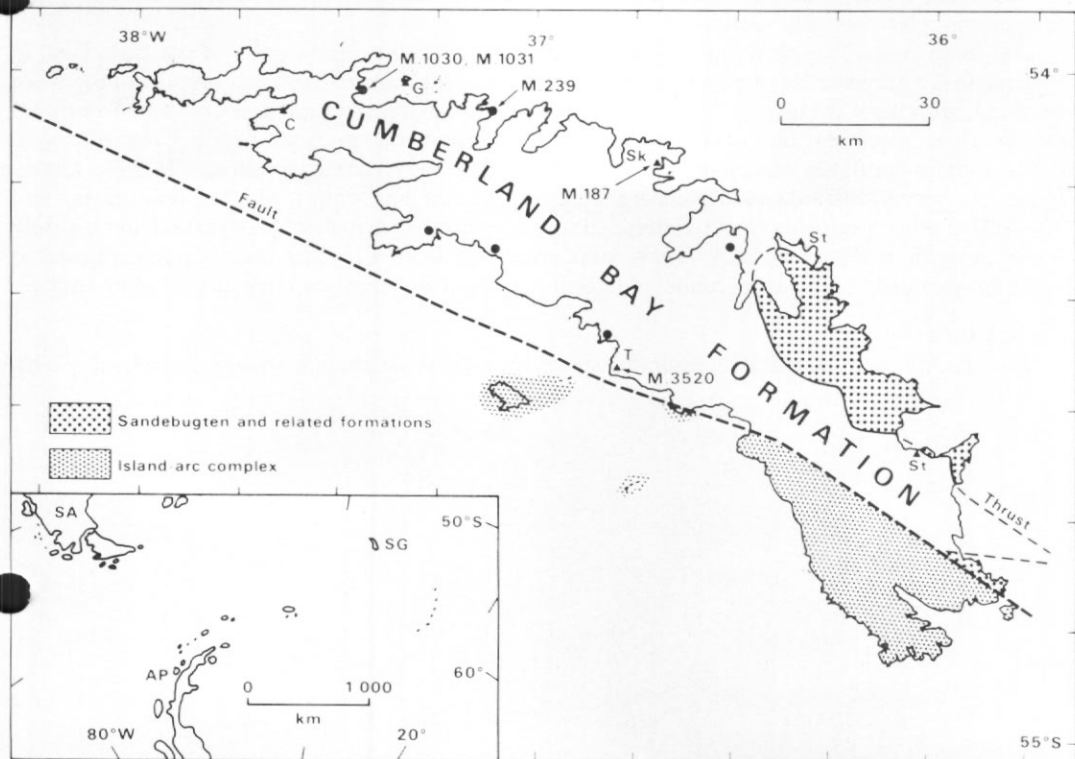 38°W
37°
36°
54°
M.1030, M 1031
G
M.239
0 30
km
C
CUMBERLAND
BAY
FORMATION
Sk
M.187
Fault
St
T
M.3520
Sandebugten and related formations
Island arc complex
St
Thrust
SA
50°S
SG
AP
60°
0 1 000
km
80°W
20°
55°S